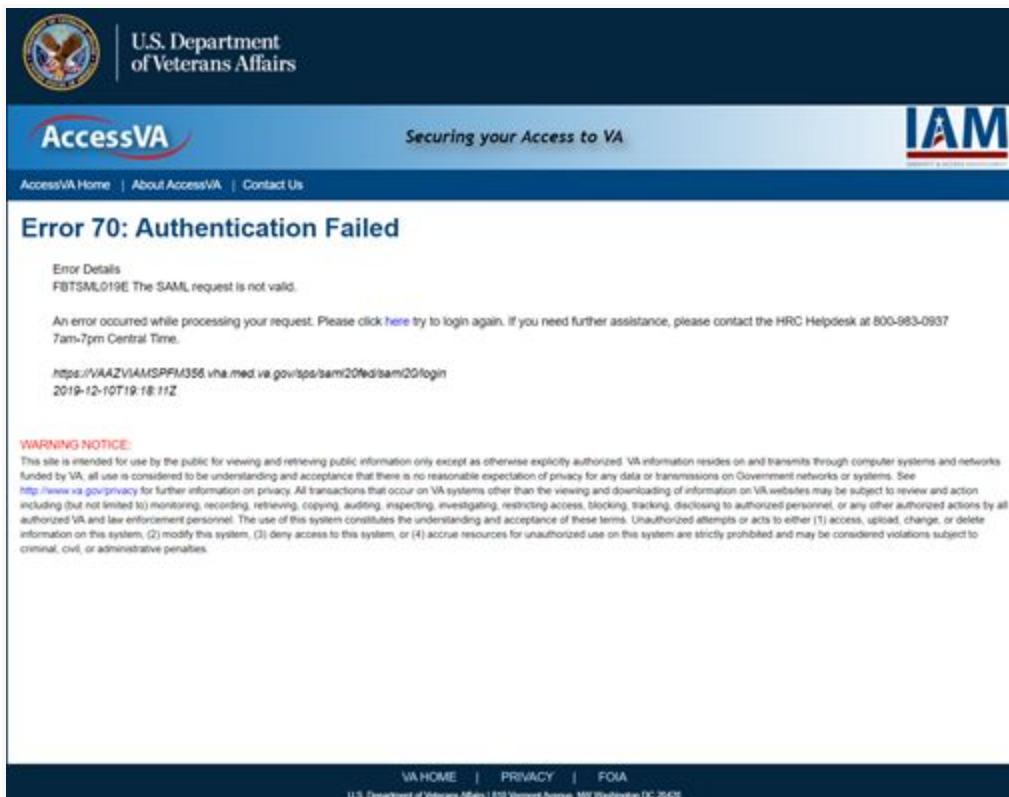 U.S. Department
of Veterans Affairs
AccessVA
Securing your Access to VA
IAM
AccessVA Home | About AccessVA | Contact Us
Error 70: Authentication Failed
Error Details
FBTSML019E The SAML request is not valid.
An error occurred while processing your request. Please click here try to login again. If you need further assistance, please contact the HRC Helpdesk at 800-983-0937
7am-7pm Central Time.
https://VAAZVIAMSPFM356.vha.med.va.gov/sps/saml20fed/saml20/login
2019-12-10T19:18:11Z
WARNING NOTICE:
This site is intended for use by the public for viewing and retrieving public information only except as otherwise explicitly authorized. VA information resides on and transmits through computer systems and networks
funded by VA, all use is considered to be understanding and acceptance that there is no reasonable expectation of privacy for any data or transmissions on Government networks or systems. See
http://www.va.gov/privacy for further information on privacy. All transactions that occur on VA systems other than the viewing and downloading of information on VA websites may be subject to review and action
including (but not limited to) monitoring, recording, retrieving, copying, auditing, inspecting, investigating, restricting access, blocking, tracking, disclosing to authorized personnel, or any other authorized actions by all
authorized VA and law enforcement personnel. The use of this system constitutes the understanding and acceptance of these terms. Unauthorized attempts or acts to either (1) access, upload, change, or delete
information on this system, (2) modify this system, (3) deny access to this system, or (4) accrue resources for unauthorized use on this system are strictly prohibited and may be considered violations subject to
criminal, civil, or administrative penalties.
VA HOME | PRIVACY | FOIA
U.S. Department of Veterans Affairs | 810 Vermont Avenue, NW Washington DC 20420